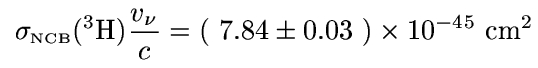 σ_NCB(³H) v_ν/c = ( 7.84 ± 0.03 ) × 10⁻⁴⁵ cm²